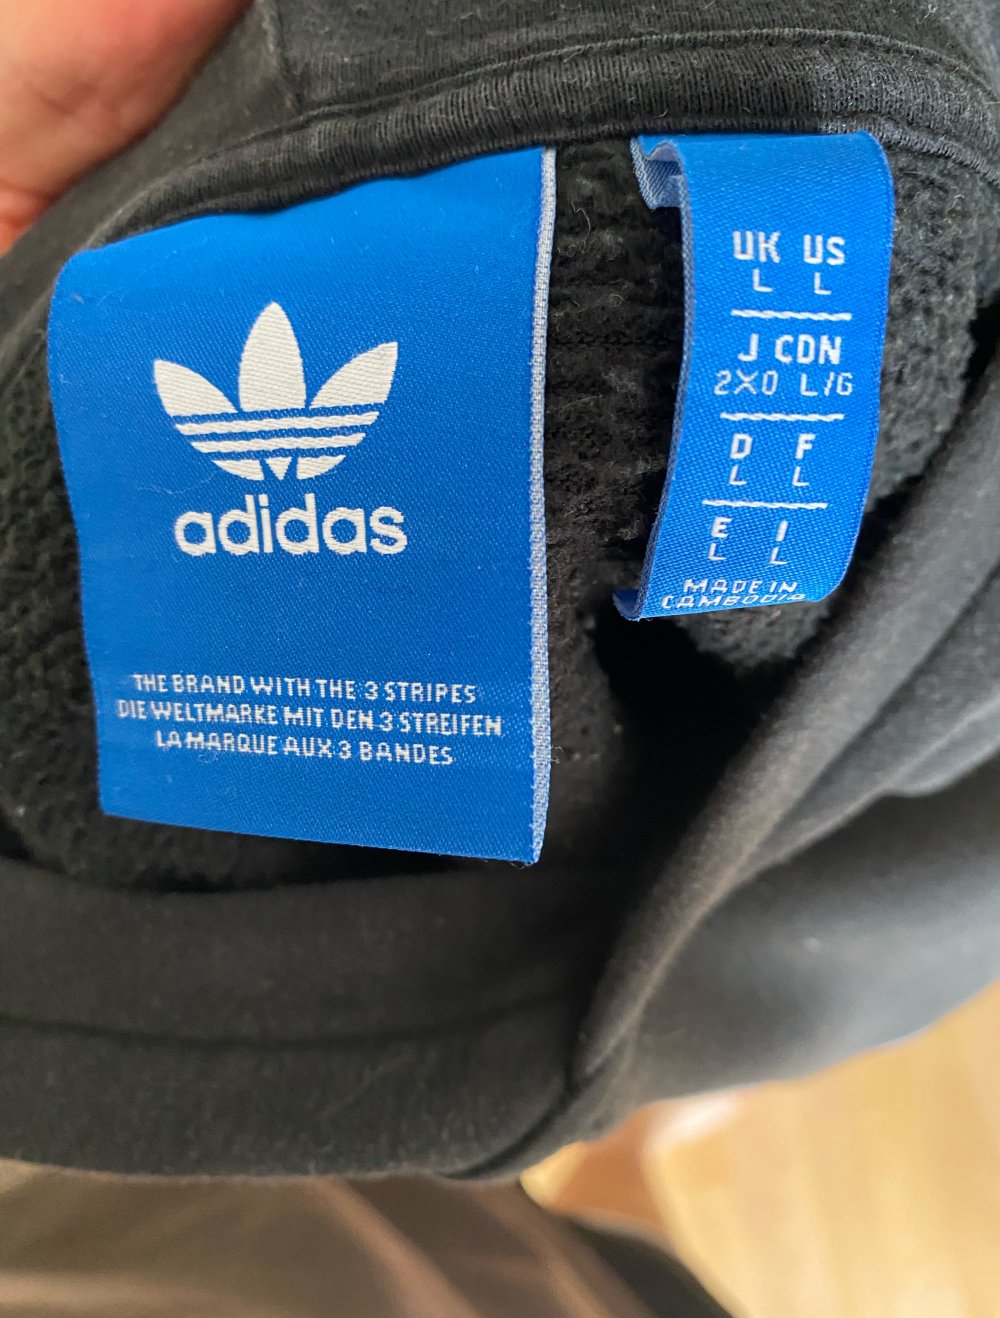 adidas
THE BRAND WITH THE 3 STRIPES
DIE WELTMARKE MIT DEN 3 STREIFEN
LA MARQUE AUX 3 BANDES
UK US
L L
J CDN
2XO L/G
D F
L L
E I
L L
MADE IN
CAMBODIA